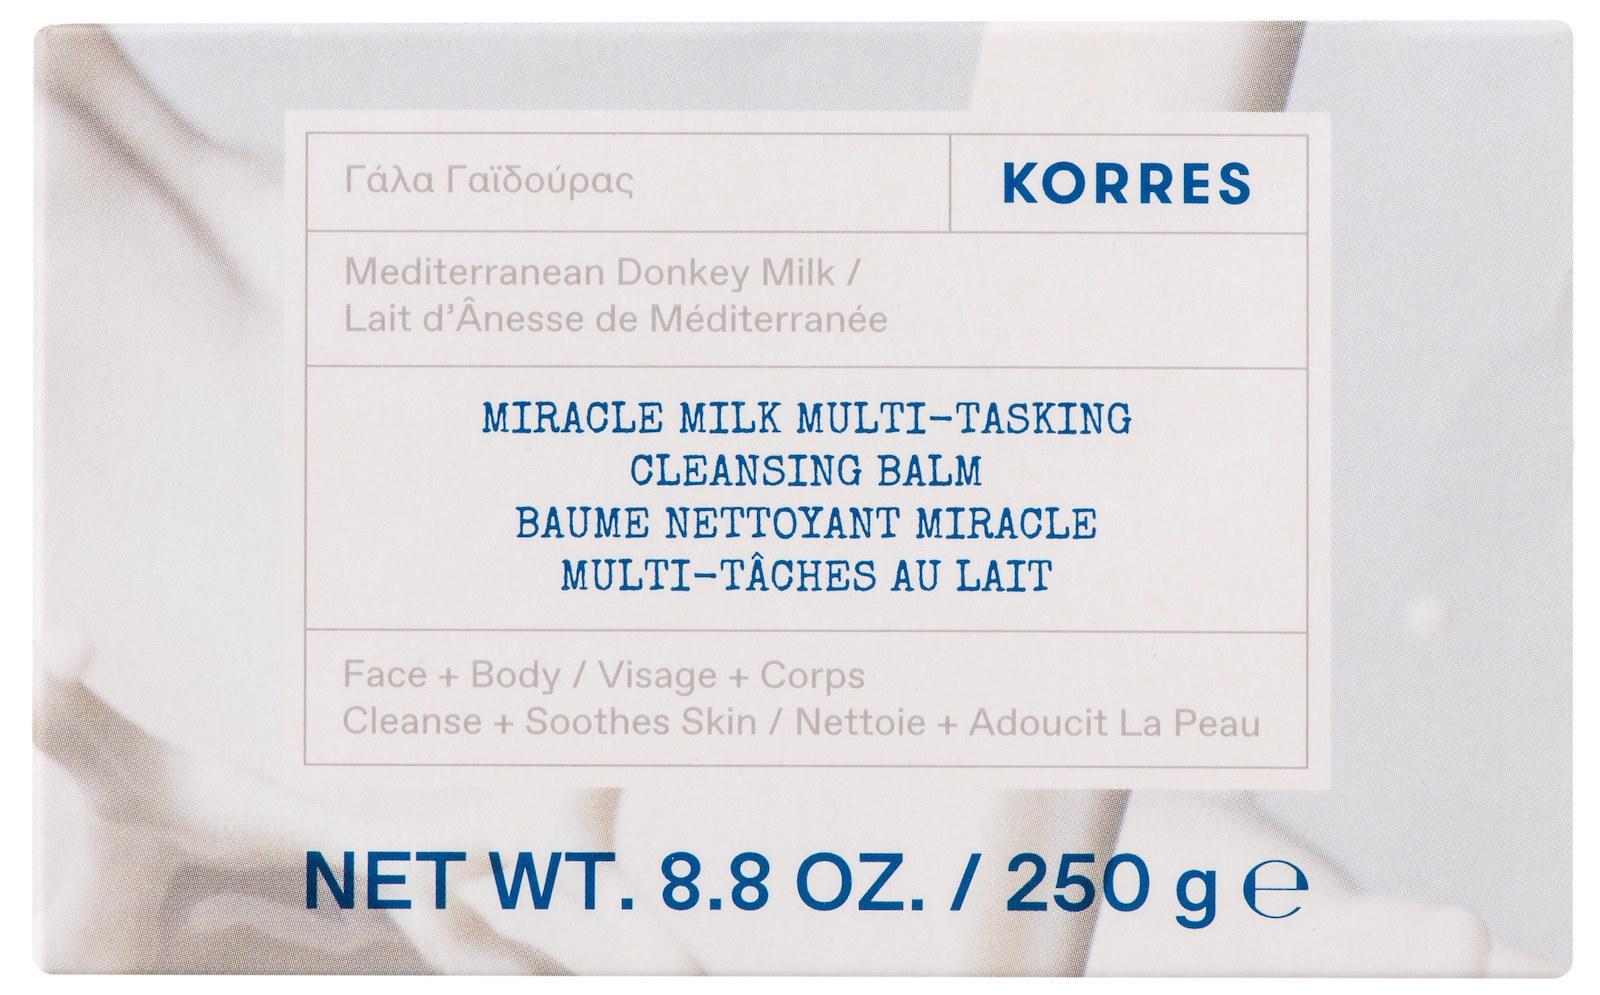 Γάλα Γαϊδούρας
KORRES
Mediterranean Donkey Milk /
Lait d’Ânesse de Méditerranée
MIRACLE MILK MULTI-TASKING
CLEANSING BALM
BAUME NETTOYANT MIRACLE
MULTI-TÂCHES AU LAIT
Face + Body / Visage + Corps
Cleanse + Soothes Skin / Nettoie + Adoucit La Peau
NET WT. 8.8 OZ. / 250 g ℮